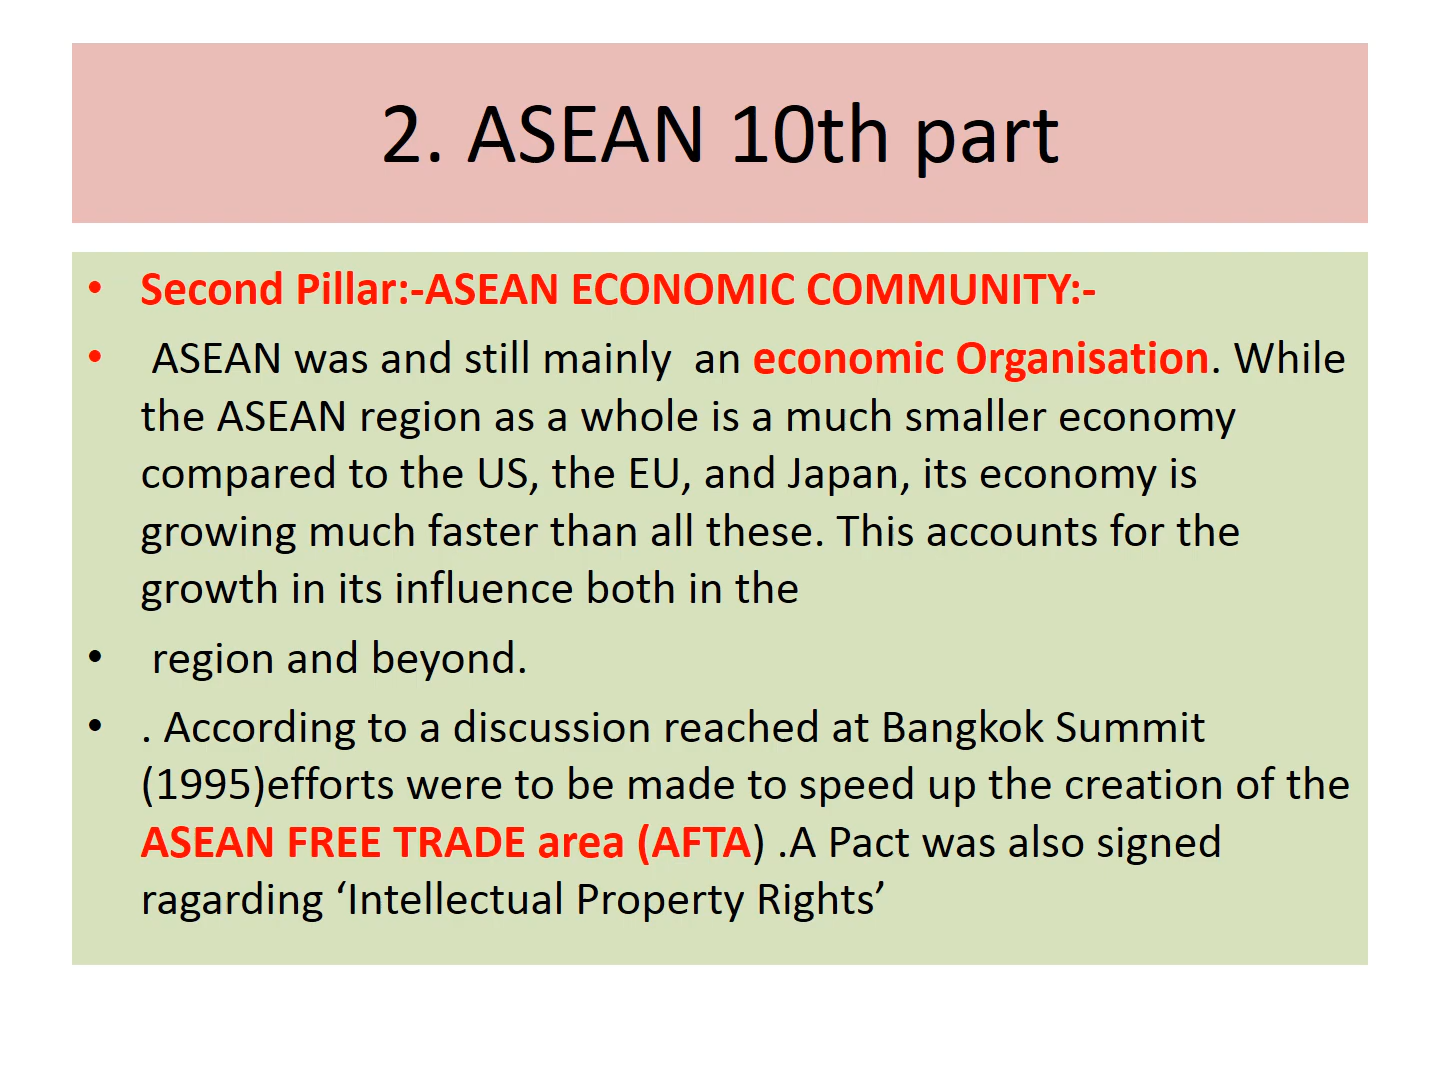 2. ASEAN 10th part
• Second Pillar:-ASEAN ECONOMIC COMMUNITY:-
• ASEAN was and still mainly  an economic Organisation. While
the ASEAN region as a whole is a much smaller economy
compared to the US, the EU, and Japan, its economy is
growing much faster than all these. This accounts for the
growth in its influence both in the
• region and beyond.
• . According to a discussion reached at Bangkok Summit
(1995)efforts were to be made to speed up the creation of the
ASEAN FREE TRADE area (AFTA) .A Pact was also signed
ragarding ‘Intellectual Property Rights’